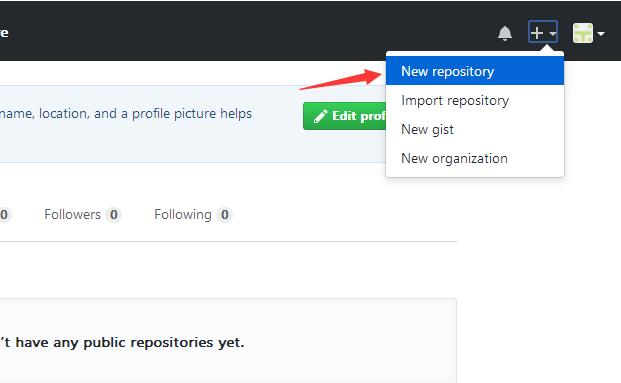 e
New repository
Import repository
New gist
New organization
name, location, and a profile picture helps
Edit prof
0 Followers 0 Following 0
't have any public repositories yet.